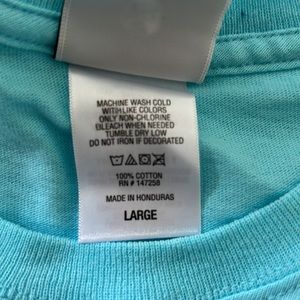 MACHINE WASH COLD
WITH LIKE COLORS
ONLY NON-CHLORINE
BLEACH WHEN NEEDED
TUMBLE DRY LOW
DO NOT IRON IF DECORATED
100% COTTON
RN # 147258
MADE IN HONDURAS
LARGE